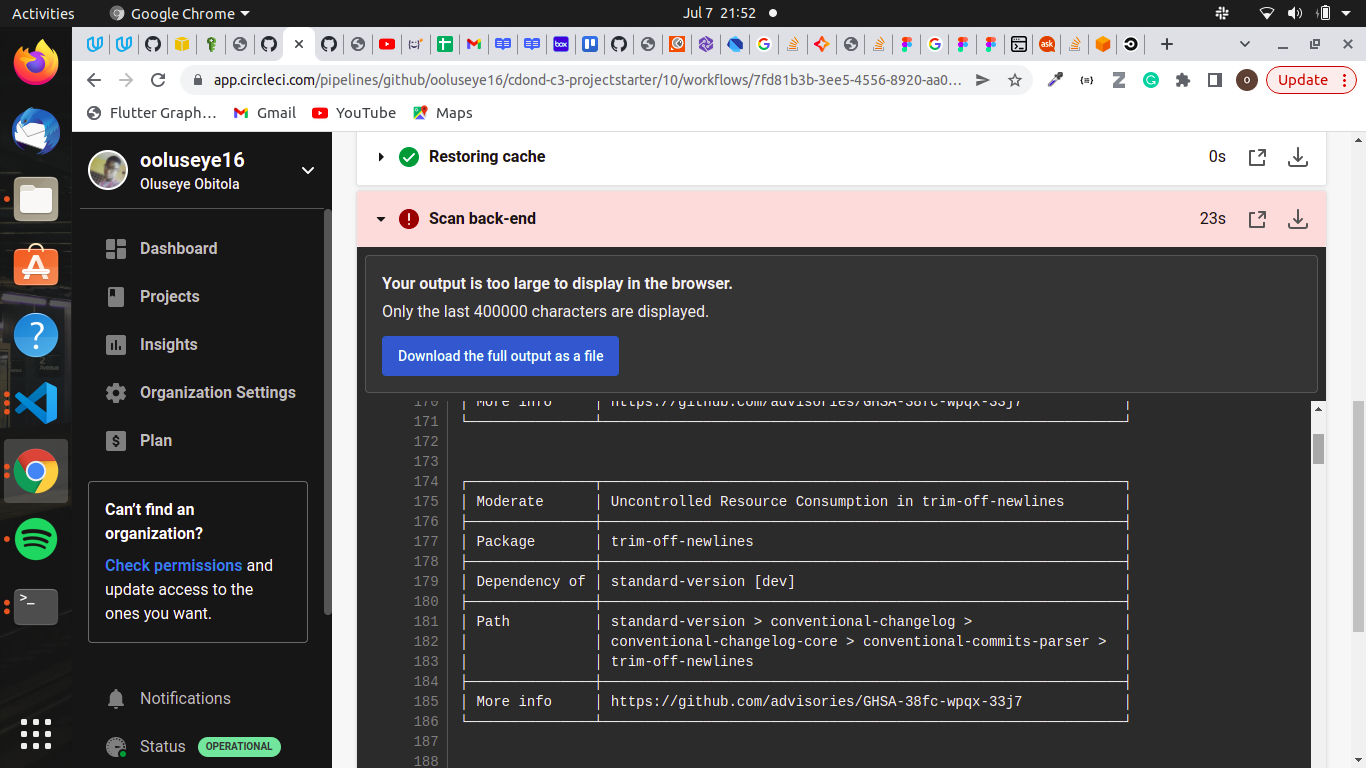 Activities
Google Chrome
Jul 7 21:52
app.circleci.com/pipelines/github/ooluseye16/cdond-c3-projectstarter/10/workflows/7fd81b3b-3ee5-4556-8920-aa0…
Update
Flutter Graph…
Gmail
YouTube
Maps
ooluseye16
Oluseye Obitola
Dashboard
Projects
Insights
Organization Settings
Plan
Can't find an
organization?
Check permissions and
update access to the
ones you want.
Notifications
Status OPERATIONAL
Restoring cache 0s
Scan back-end 23s
Your output is too large to display in the browser.
Only the last 400000 characters are displayed.
Download the full output as a file
170 More info https://github.com/advisories/GHSA-38fc-wpqx-33j7
171
172
173
174
175 Moderate Uncontrolled Resource Consumption in trim-off-newlines
176
177 Package trim-off-newlines
178
179 Dependency of standard-version [dev]
180
181 Path standard-version > conventional-changelog >
182 conventional-changelog-core > conventional-commits-parser >
183 trim-off-newlines
184
185 More info https://github.com/advisories/GHSA-38fc-wpqx-33j7
186
187
188